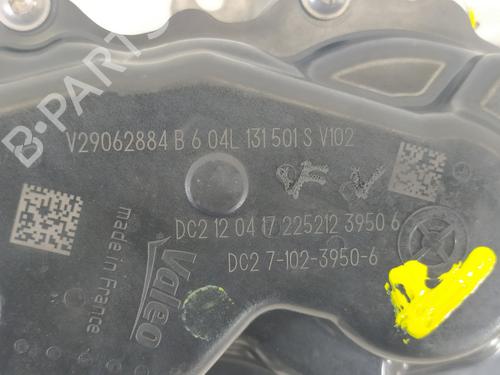 B-PARTS
V29062884 B 6 04L 131 501 S V102
DC2 12 04 17 225212 3950 6
DC2 7-102-3950-6
Valeo
made in France